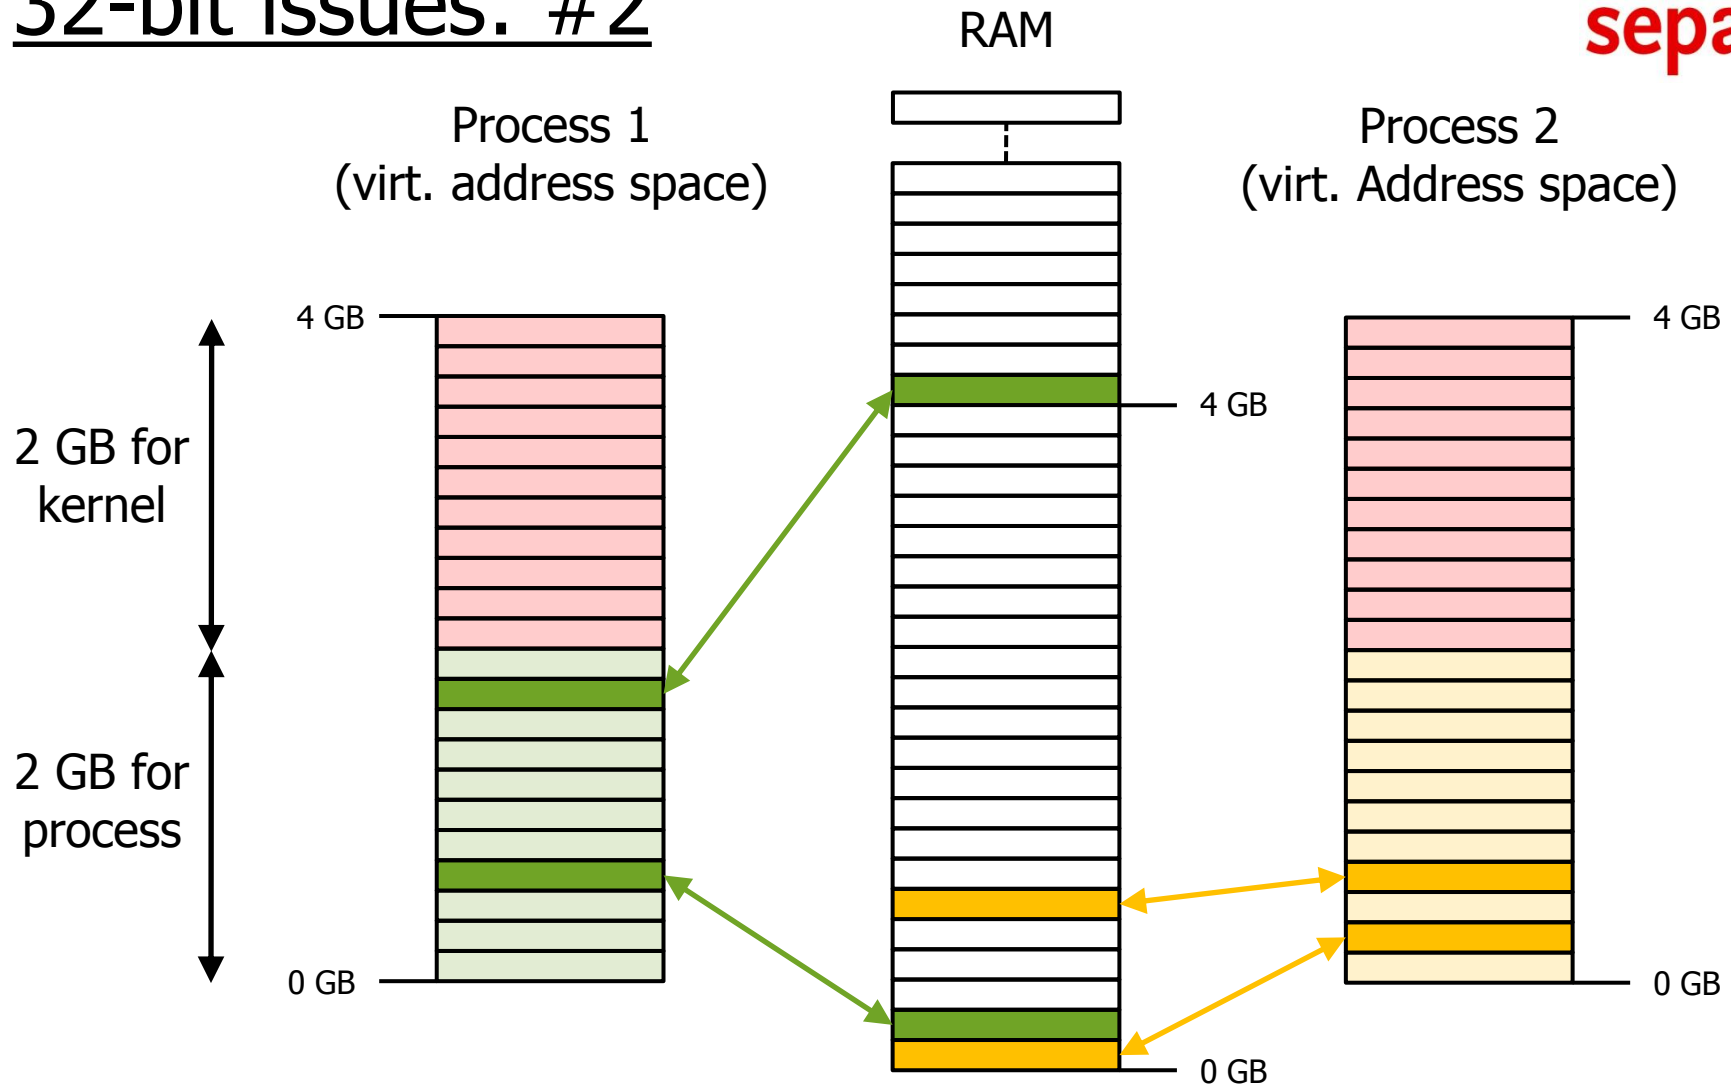 32-bit issues: #2
RAM
sepa
Process 1
(virt. address space)
Process 2
(virt. Address space)
4 GB
4 GB
4 GB
2 GB for
kernel
2 GB for
process
0 GB
0 GB
0 GB